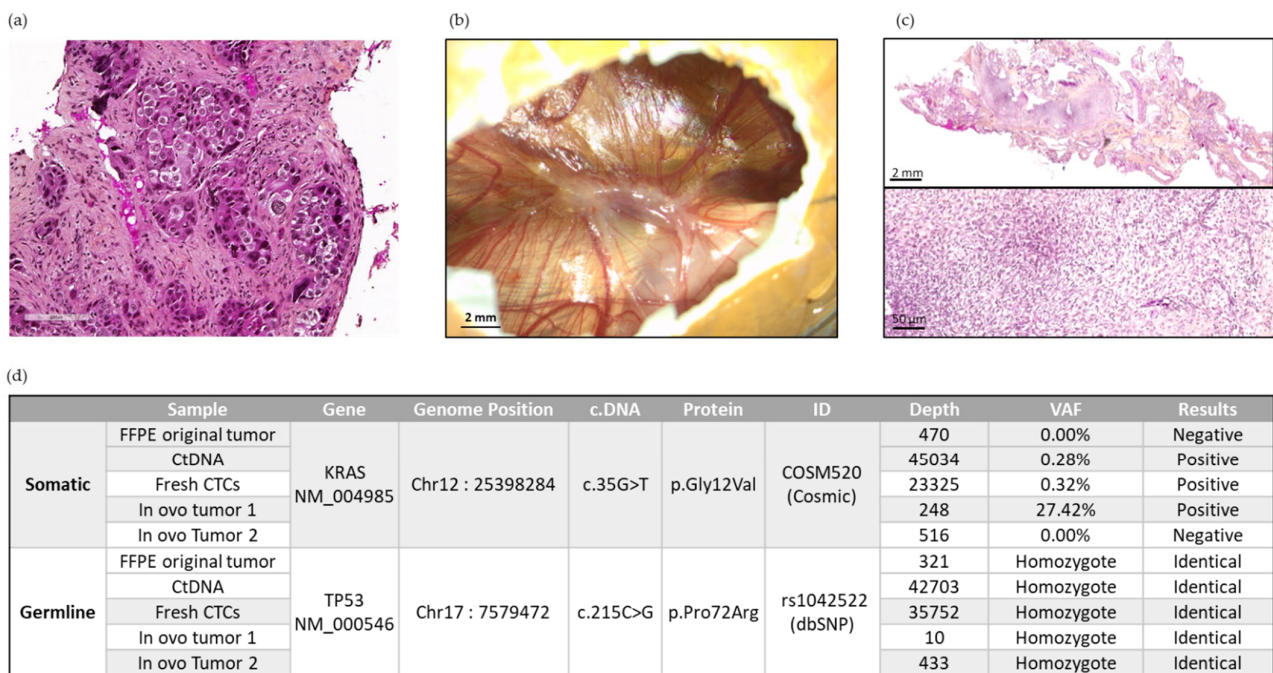 (a)
(b)
(c)
2 mm
2 mm
50 µm
(d)
Sample Gene Genome Position c.DNA Protein ID Depth VAF Results
Somatic
FFPE original tumor 470 0.00% Negative
CtDNA 45034 0.28% Positive
Fresh CTCs 23325 0.32% Positive
In ovo tumor 1 248 27.42% Positive
In ovo Tumor 2 516 0.00% Negative
KRAS
NM_004985
Chr12 : 25398284
c.35G>T
p.Gly12Val
COSM520
(Cosmic)
Germline
FFPE original tumor 321 Homozygote Identical
CtDNA 42703 Homozygote Identical
Fresh CTCs 35752 Homozygote Identical
In ovo tumor 1 10 Homozygote Identical
In ovo Tumor 2 433 Homozygote Identical
TP53
NM_000546
Chr17 : 7579472
c.215C>G
p.Pro72Arg
rs1042522
(dbSNP)